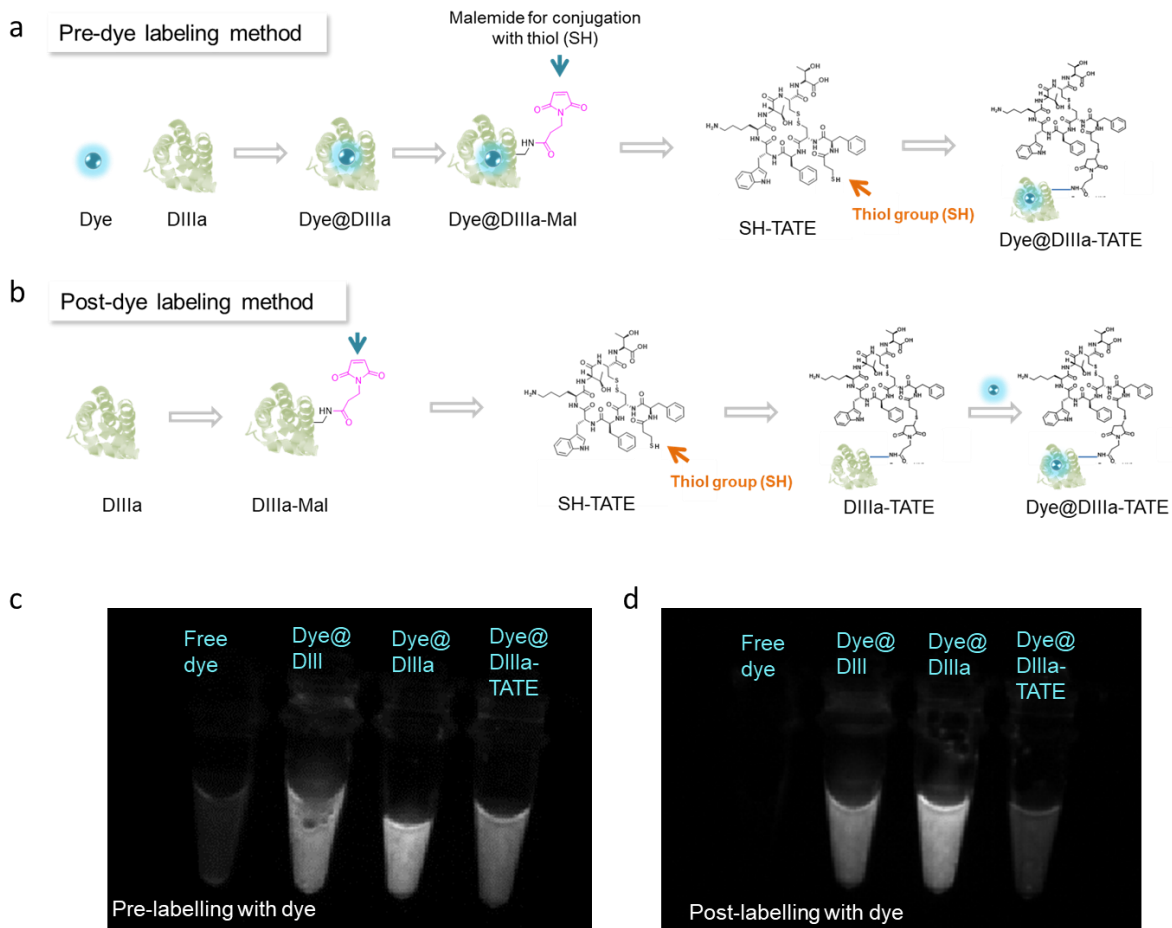 a
Pre-dye labeling method
Malemide for conjugation
with thiol (SH)
Dye
DIIIa
Dye@DIIIa
Dye@DIIIa-Mal
SH-TATE
Thiol group (SH)
Dye@DIIIa-TATE
b
Post-dye labeling method
DIIIa
DIIIa-Mal
SH-TATE
Thiol group (SH)
DIIIa-TATE
Dye@DIIIa-TATE
c
Free
dye
Dye@
DIII
Dye@
DIIIa
Dye@
DIIIa-
TATE
Pre-labelling with dye
d
Free
dye
Dye@
DIII
Dye@
DIIIa
Dye@
DIIIa-
TATE
Post-labelling with dye